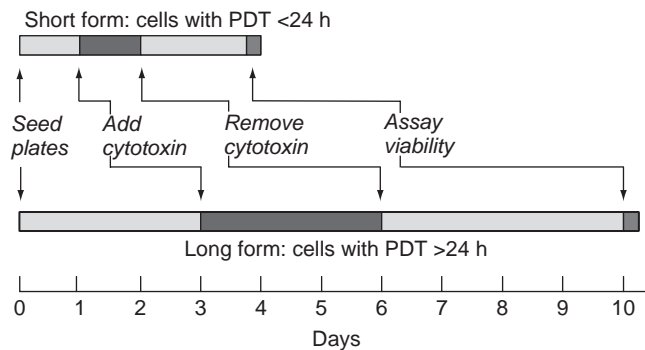 Short form: cells with PDT <24 h
Seed
plates
Add
cytotoxin
Remove
cytotoxin
Assay
viability
Long form: cells with PDT >24 h
0 1 2 3 4 5 6 7 8 9 10
Days